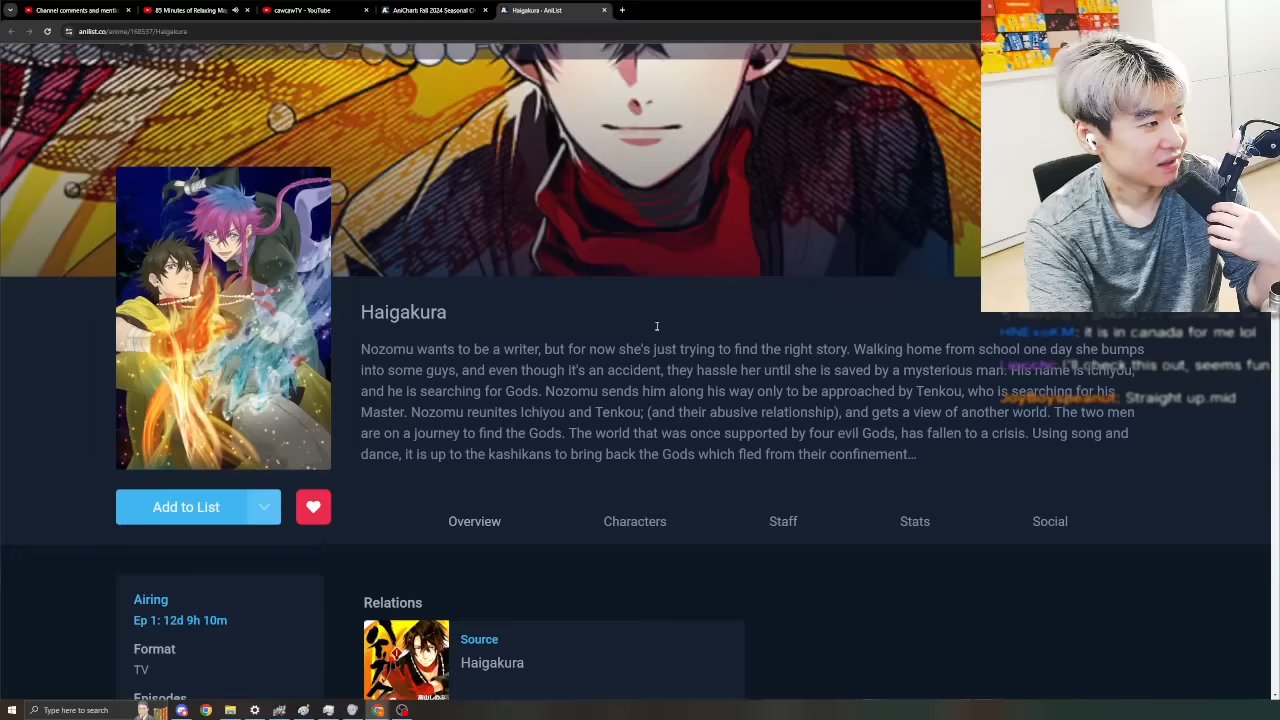 Channel comments and menti
85 Minutes of Relaxing Ma
cawcawTV - YouTube
AniChart: Fall 2024 Seasonal C
Haigakura · AniList
anilist.co/anime/168537/Haigakura
Haigakura
Nozomu wants to be a writer, but for now she's just trying to find the right story. Walking home from school one day she bumps
into some guys, and even though it's an accident, they hassle her until she is saved by a mysterious man. His name is Ichiyou,
and he is searching for Gods. Nozomu sends him along his way only to be approached by Tenkou, who is searching for his
Master. Nozomu reunites Ichiyou and Tenkou; (and their abusive relationship), and gets a view of another world. The two men
are on a journey to find the Gods. The world that was once supported by four evil Gods, has fallen to a crisis. Using song and
dance, it is up to the kashikans to bring back the Gods which fled from their confinement…
it is in canada for me lol
I'll check this out, seems fun
Straight up mid
Add to List
Overview
Characters
Staff
Stats
Social
Airing
Ep 1: 12d 9h 10m
Format
TV
Episodes
Relations
Source
Haigakura
ハイガクラ
Type here to search